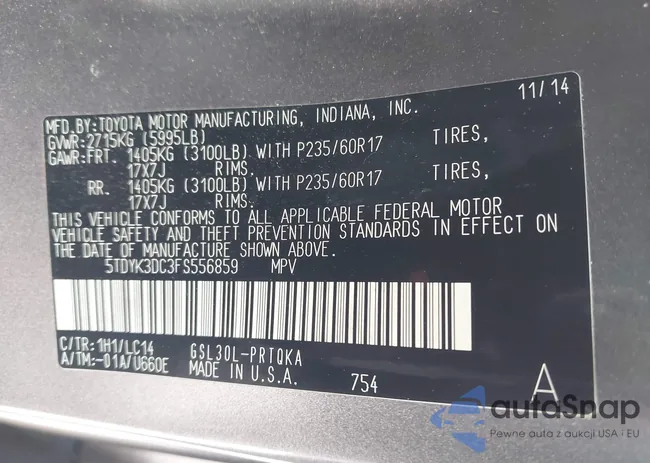 11/14
MFD.BY:TOYOTA MOTOR MANUFACTURING, INDIANA, INC.
GVWR:2715KG (5995LB)
GAWR:FRT. 1405KG (3100LB) WITH P235/60R17 TIRES,
17X7J RIMS.
RR. 1405KG (3100LB) WITH P235/60R17 TIRES,
17X7J RIMS.
THIS VEHICLE CONFORMS TO ALL APPLICABLE FEDERAL MOTOR
VEHICLE SAFETY AND THEFT PREVENTION STANDARDS IN EFFECT ON
THE DATE OF MANUFACTURE SHOWN ABOVE.
5TDYK3DC3FS556859 MPV
C/TR:1H1/LC14 GSL30L-PRTQKA
A/TM:-01A/U660E MADE IN U.S.A. 754 A
autoSnap
Pewne auta z aukcji USA i EU